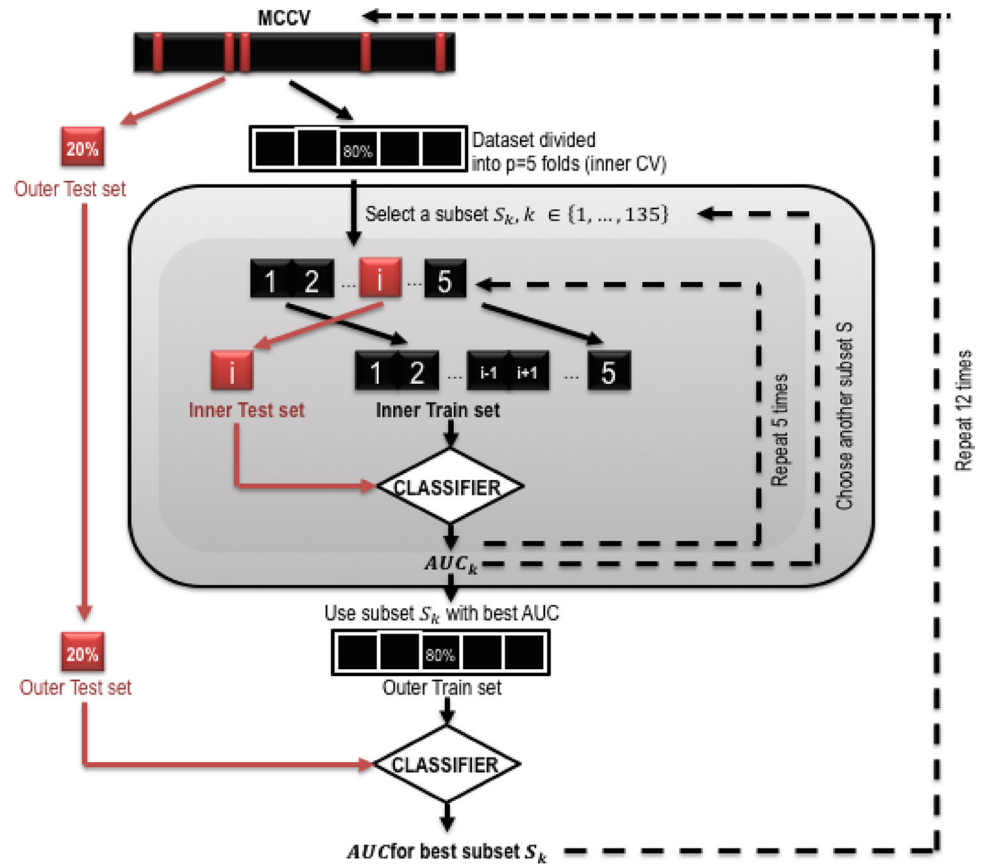 MCCV
20%
Outer Test set
80%
Dataset divided
into p=5 folds (inner CV)
Select a subset S_k, k ∈ {1, …, 135}
1 2 ... i ... 5
i
1 2 ... i-1 i+1 ... 5
Inner Test set
Inner Train set
CLASSIFIER
AUC_k
Repeat 5 times
Choose another subset S
Repeat 12 times
Use subset S_k with best AUC
20%
80%
Outer Test set
Outer Train set
CLASSIFIER
AUC for best subset S_k